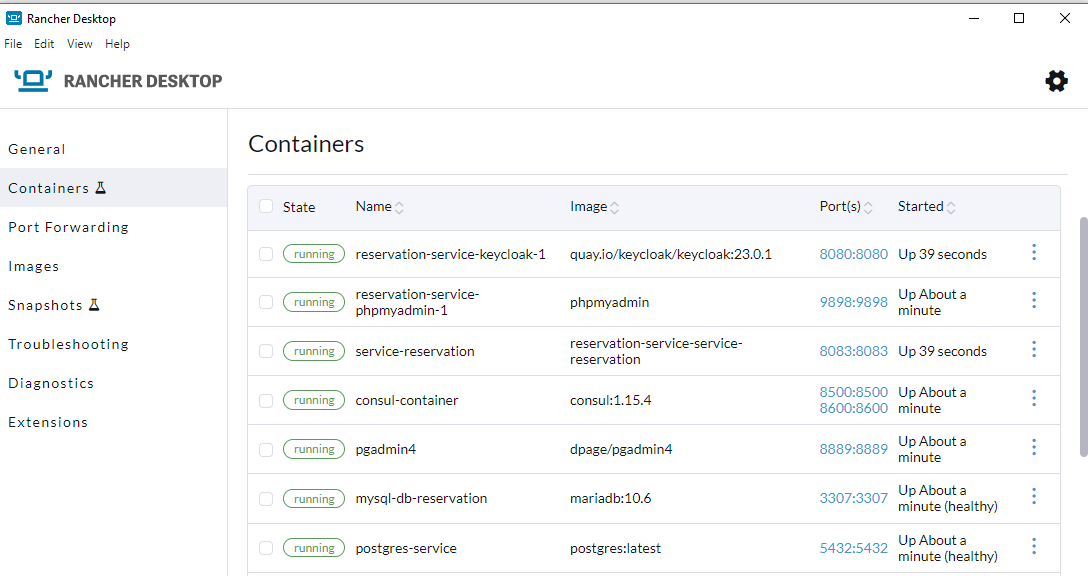 Rancher Desktop
File Edit View Help
RANCHER DESKTOP
General
Containers
Port Forwarding
Images
Snapshots
Troubleshooting
Diagnostics
Extensions
Containers
State Name Image Port(s) Started
running reservation-service-keycloak-1 quay.io/keycloak/keycloak:23.0.1 8080:8080 Up 39 seconds
running reservation-service-
phpmyadmin-1 phpmyadmin 9898:9898 Up About a
minute
running service-reservation reservation-service-service-
reservation 8083:8083 Up 39 seconds
running consul-container consul:1.15.4 8500:8500
8600:8600 Up About a
minute
running pgadmin4 dpage/pgadmin4 8889:8889 Up About a
minute
running mysql-db-reservation mariadb:10.6 3307:3307 Up About a
minute (healthy)
running postgres-service postgres:latest 5432:5432 Up About a
minute (healthy)